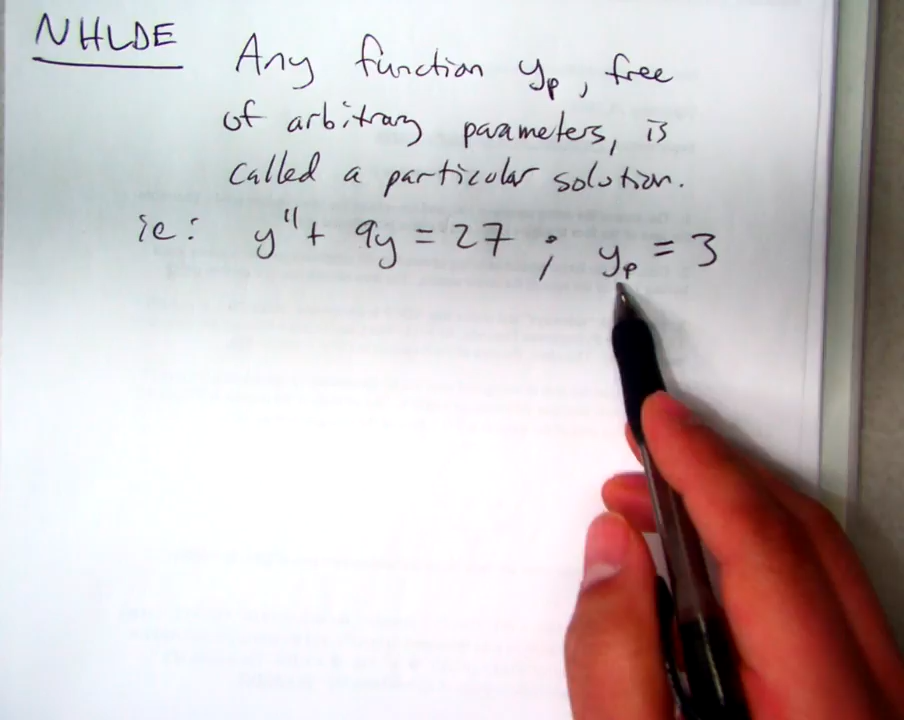 NHLDE
Any function yp, free
of arbitrary parameters, is
called a particular solution.
ie: y" + 9y = 27 ; yp = 3